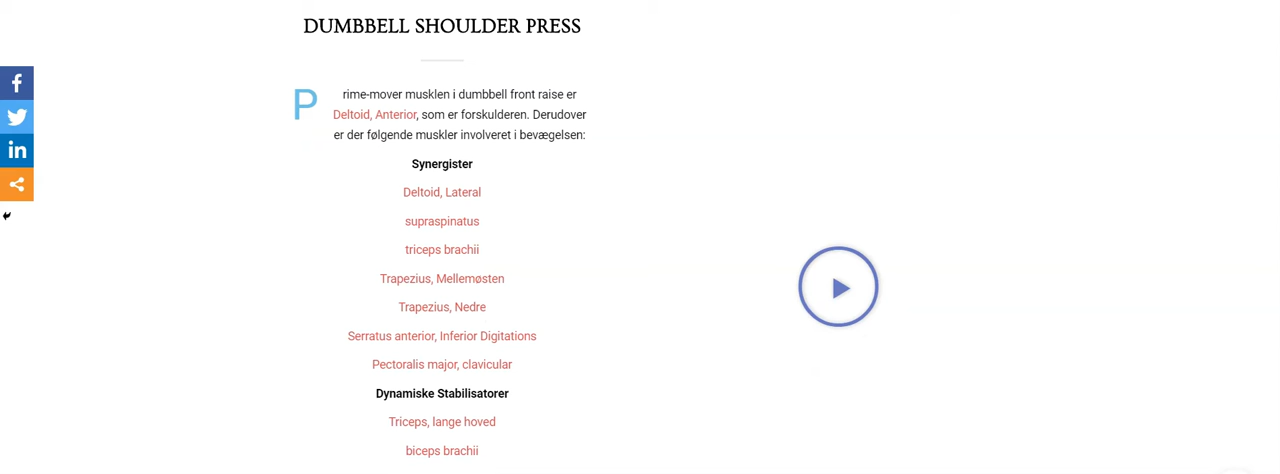 DUMBBELL SHOULDER PRESS
Prime-mover musklen i dumbbell front raise er
Deltoid, Anterior, som er forskulderen. Derudover
er der følgende muskler involveret i bevægelsen:
Synergister
Deltoid, Lateral
supraspinatus
triceps brachii
Trapezius, Mellemøsten
Trapezius, Nedre
Serratus anterior, Inferior Digitations
Pectoralis major, clavicular
Dynamiske Stabilisatorer
Triceps, lange hoved
biceps brachii